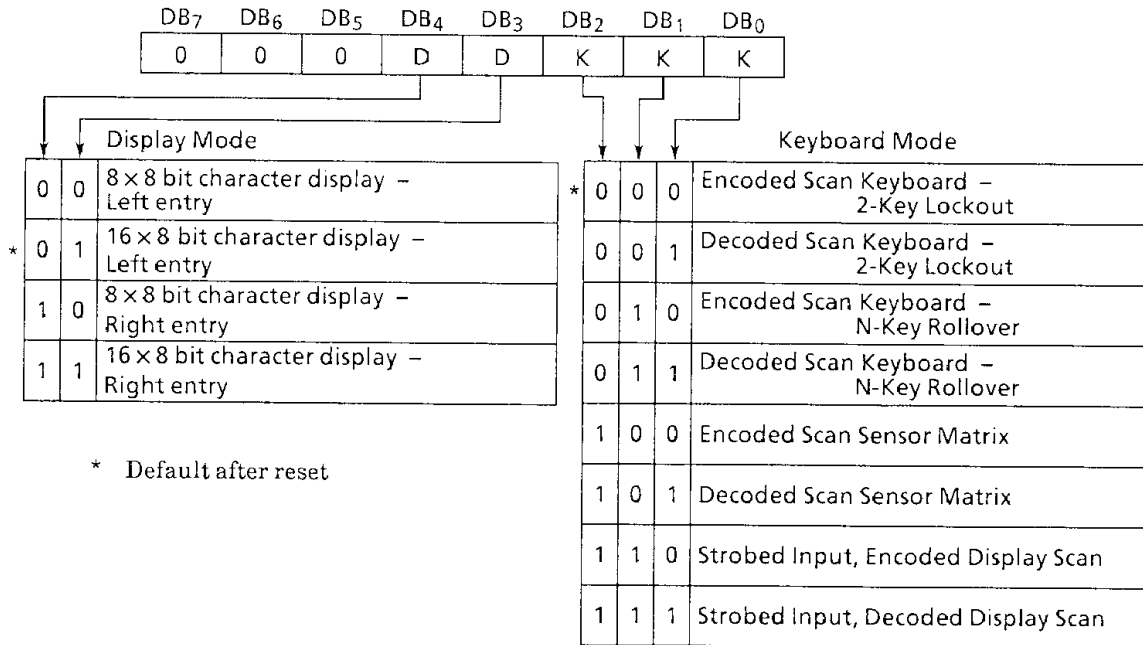 DB7 DB6 DB5 DB4 DB3 DB2 DB1 DB0
0 0 0 D D K K K
Display Mode
0 0 8 × 8 bit character display –
Left entry
* 0 1 16 × 8 bit character display –
Left entry
1 0 8 × 8 bit character display –
Right entry
1 1 16 × 8 bit character display –
Right entry
* Default after reset
Keyboard Mode
* 0 0 0 Encoded Scan Keyboard –
2-Key Lockout
0 0 1 Decoded Scan Keyboard –
2-Key Lockout
0 1 0 Encoded Scan Keyboard –
N-Key Rollover
0 1 1 Decoded Scan Keyboard –
N-Key Rollover
1 0 0 Encoded Scan Sensor Matrix
1 0 1 Decoded Scan Sensor Matrix
1 1 0 Strobed Input, Encoded Display Scan
1 1 1 Strobed Input, Decoded Display Scan